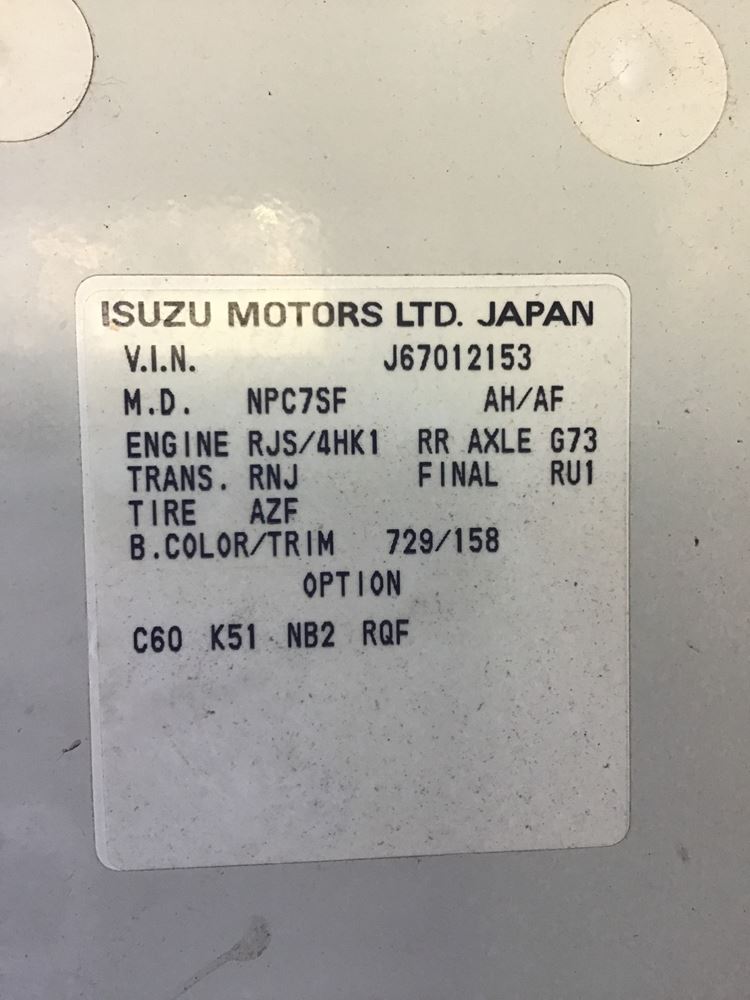 ISUZU MOTORS LTD. JAPAN
V.I.N. J67012153
M.D. NPC7SF AH/AF
ENGINE RJS/4HK1 RR AXLE G73
TRANS. RNJ FINAL RU1
TIRE AZF
B.COLOR/TRIM 729/158
OPTION
C60 K51 NB2 RQF